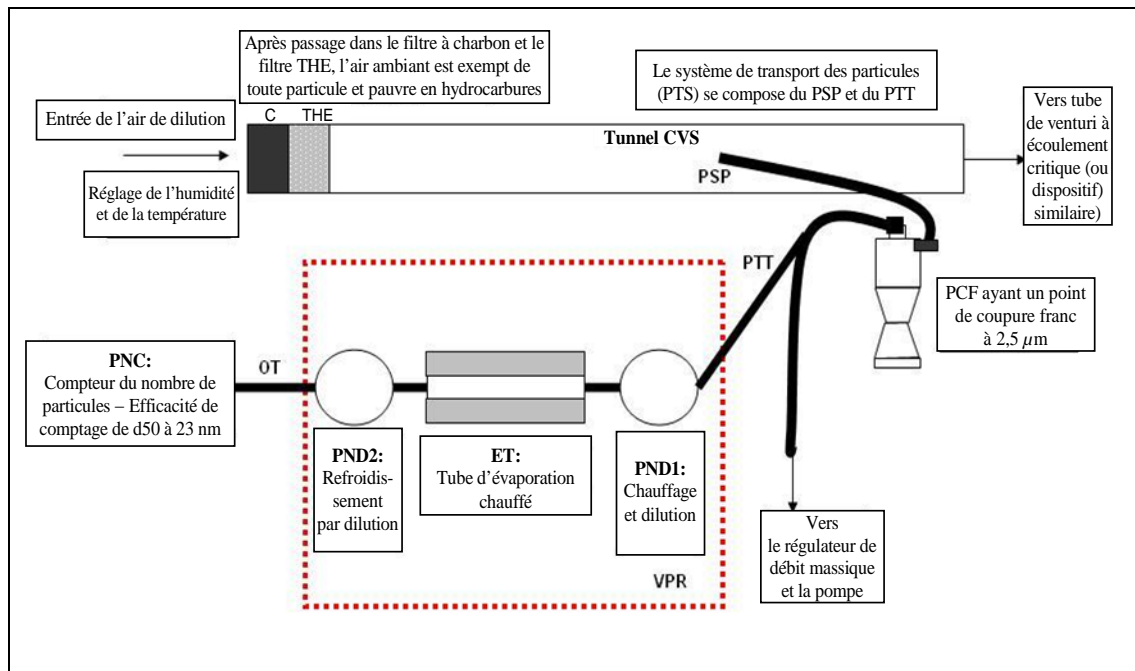 Après passage dans le filtre à charbon et le
filtre THE, l'air ambiant est exempt de
toute particule et pauvre en hydrocarbures
Le système de transport des particules
(PTS) se compose du PSP et du PTT
Entrée de l'air de dilution
C
THE
Tunnel CVS
Vers tube
de venturi à
écoulement
critique (ou
dispositif)
similaire)
Réglage de l'humidité
et de la température
PSP
PTT
PCF ayant un point
de coupure franc
à 2,5 µm
PNC:
Compteur du nombre de
particules – Efficacité de
comptage de d50 à 23 nm
OT
PND2:
Refroidis-
sement
par dilution
ET:
Tube d'évaporation
chauffé
PND1:
Chauffage
et dilution
VPR
Vers
le régulateur de
débit massique
et la pompe